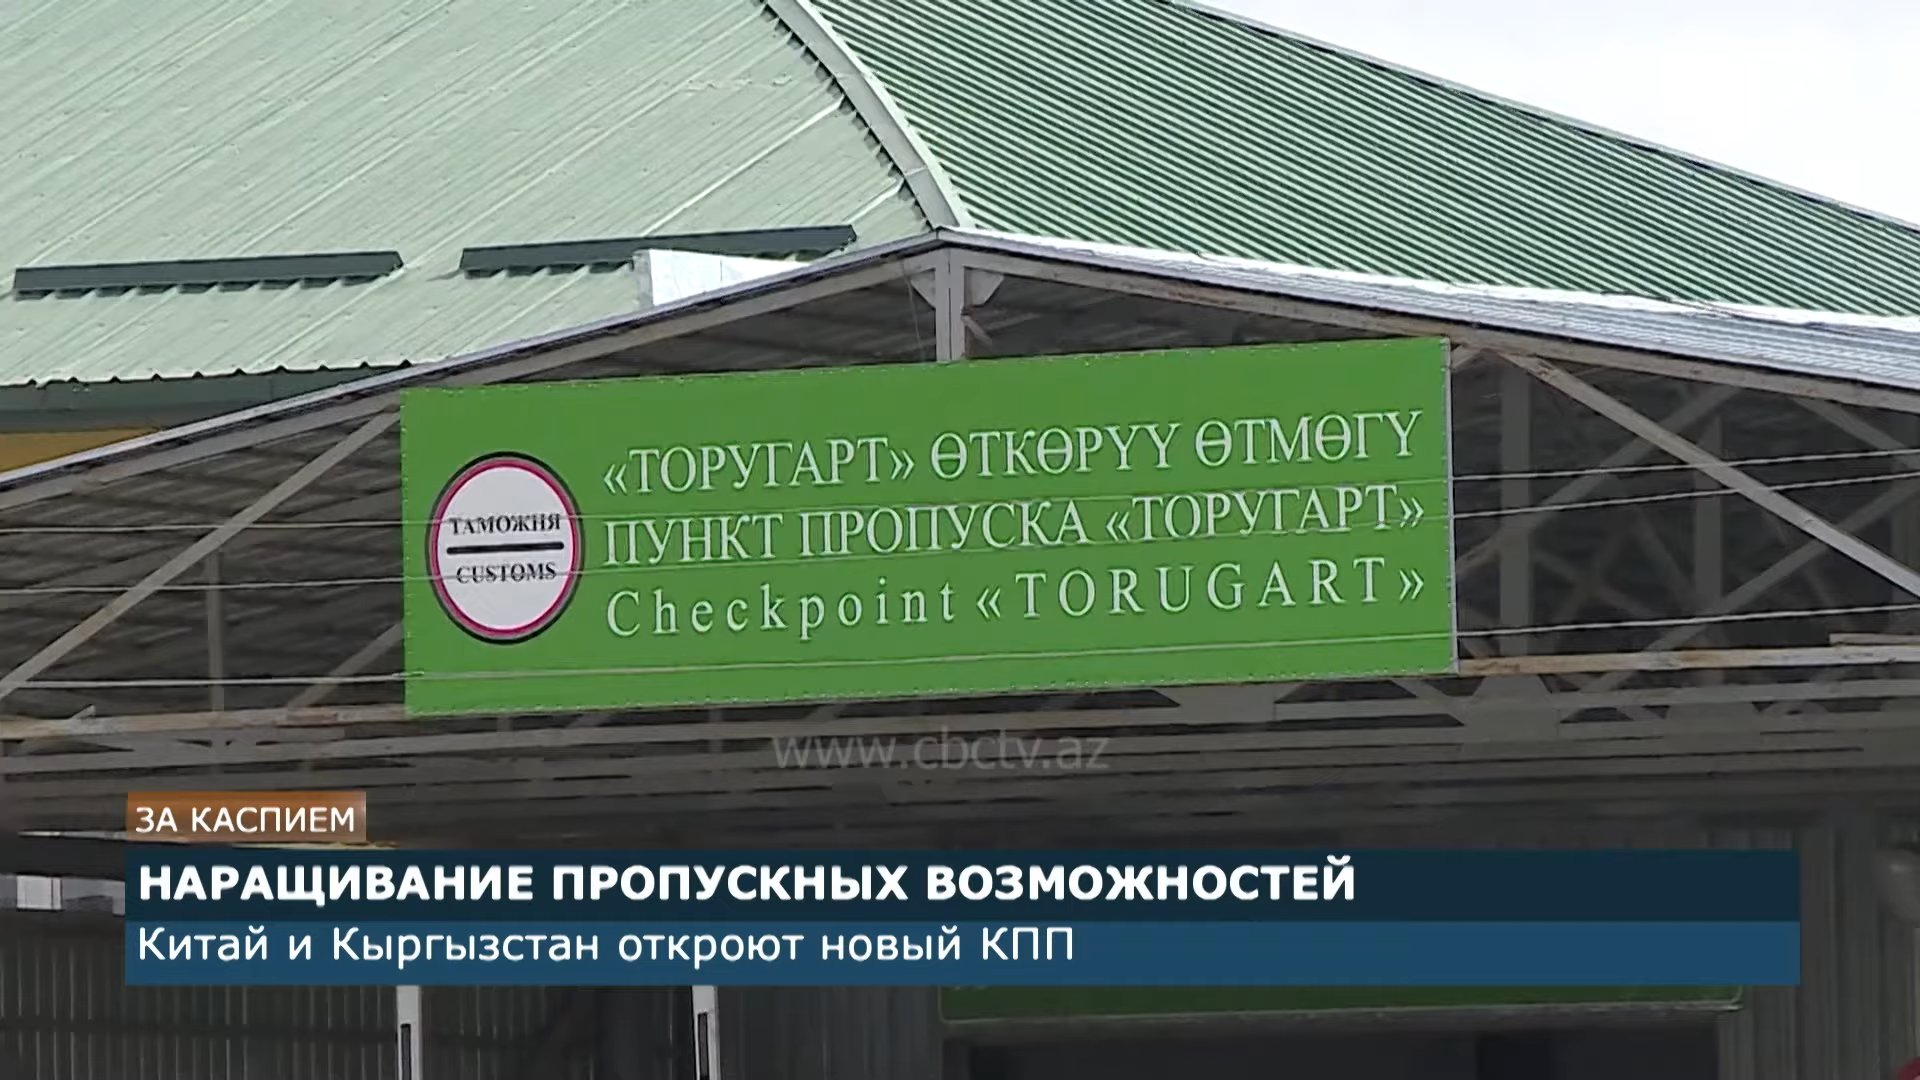 «ТОРУГАРТ» ӨТКӨРҮҮ ӨТМӨГҮ
ТАМОЖНЯ
ПУНКТ ПРОПУСКА «ТОРУГАРТ»
CUSTOMS
Checkpoint «TORUGART»
www.cbctv.az
ЗА КАСПИЕМ
НАРАЩИВАНИЕ ПРОПУСКНЫХ ВОЗМОЖНОСТЕЙ
Китай и Кыргызстан откроют новый КПП